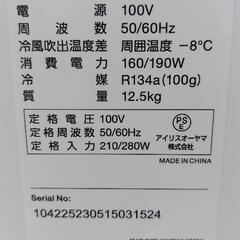 電源 100V
周波数 50/60Hz
冷風吹出温度差 周囲温度 −8℃
消費電力 160/190W
冷媒 R134a(100g)
質量 12.5kg
定格電圧 100V
定格周波数 50/60Hz
定格入力 210/280W
PS
E
アイリスオーヤマ
株式会社
MADE IN CHINA
Serial No:
104225230515031524